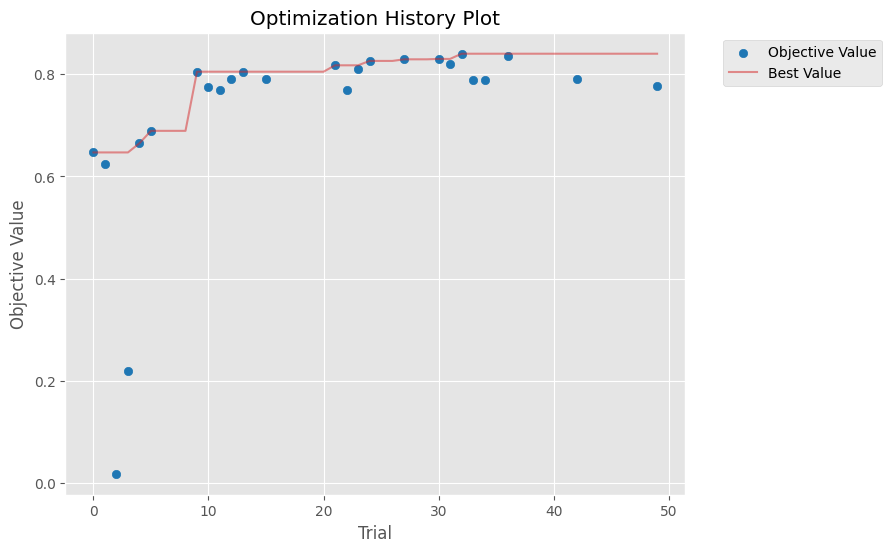 Optimization History Plot
Objective Value
Best Value
Objective Value
0.8
0.6
0.4
0.2
0.0
0 10 20 30 40 50
Trial